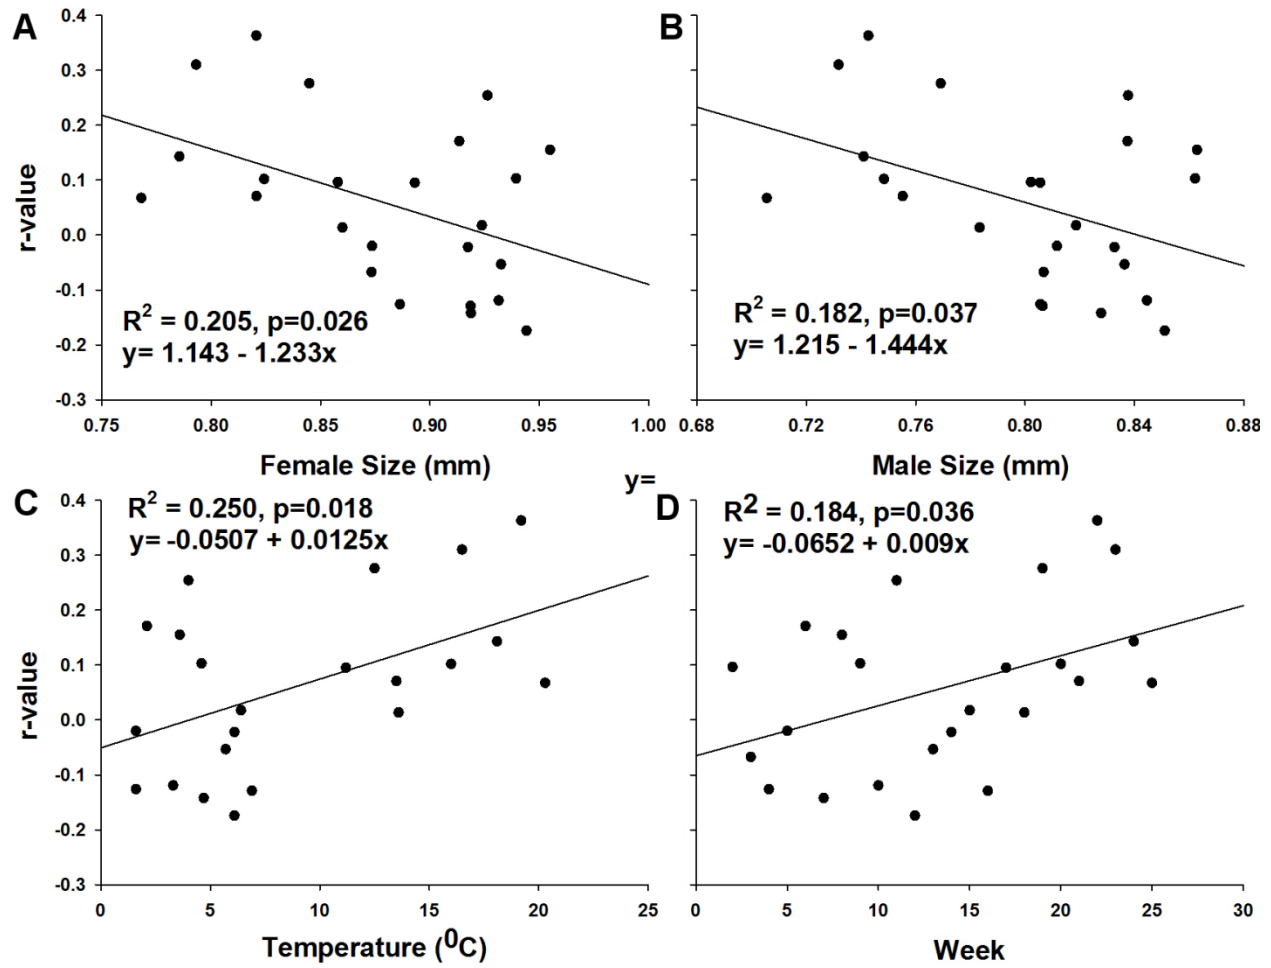 A
B
0.4
0.3
0.2
0.1
0.0
-0.1
-0.2
-0.3
r-value
R² = 0.205, p=0.026
y= 1.143 - 1.233x
R² = 0.182, p=0.037
y= 1.215 - 1.444x
0.75 0.80 0.85 0.90 0.95 1.00
0.68 0.72 0.76 0.80 0.84 0.88
Female Size (mm)
Male Size (mm)
y=
C
D
0.4
0.3
0.2
0.1
0.0
-0.1
-0.2
-0.3
r-value
R² = 0.250, p=0.018
y= -0.0507 + 0.0125x
R² = 0.184, p=0.036
y= -0.0652 + 0.009x
0 5 10 15 20 25
0 5 10 15 20 25 30
Temperature (⁰C)
Week